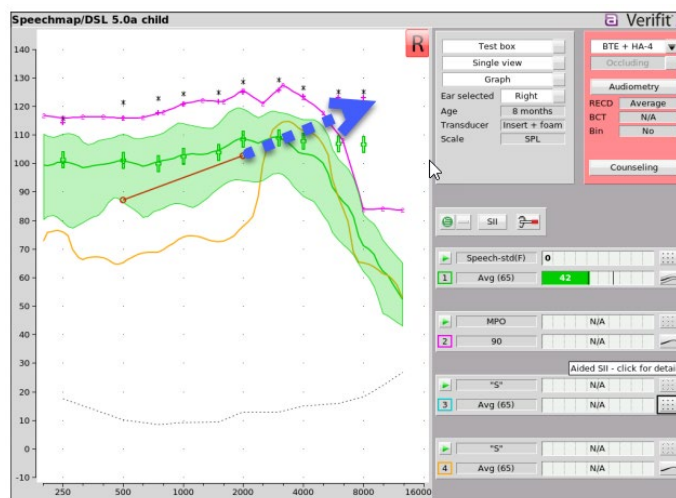 Speechmap/DSL 5.0a child
Verifit
R
140
130
120
110
100
90
80
70
60
50
40
30
20
10
0
-10
250 500 1000 2000 4000 8000 16000
Test box
Single view
Graph
Ear selected Right
Age 8 months
Transducer Insert + foam
Scale SPL
BTE + HA-4
Occluding
Audiometry
RECD Average
BCT N/A
Bin No
Counseling
SII
Speech-std(F) 0
1 Avg (65) 42
MPO N/A
2 90 N/A
Aided SII - click for detai
"S" N/A
3 Avg (65) N/A
"S" N/A
4 Avg (65) N/A